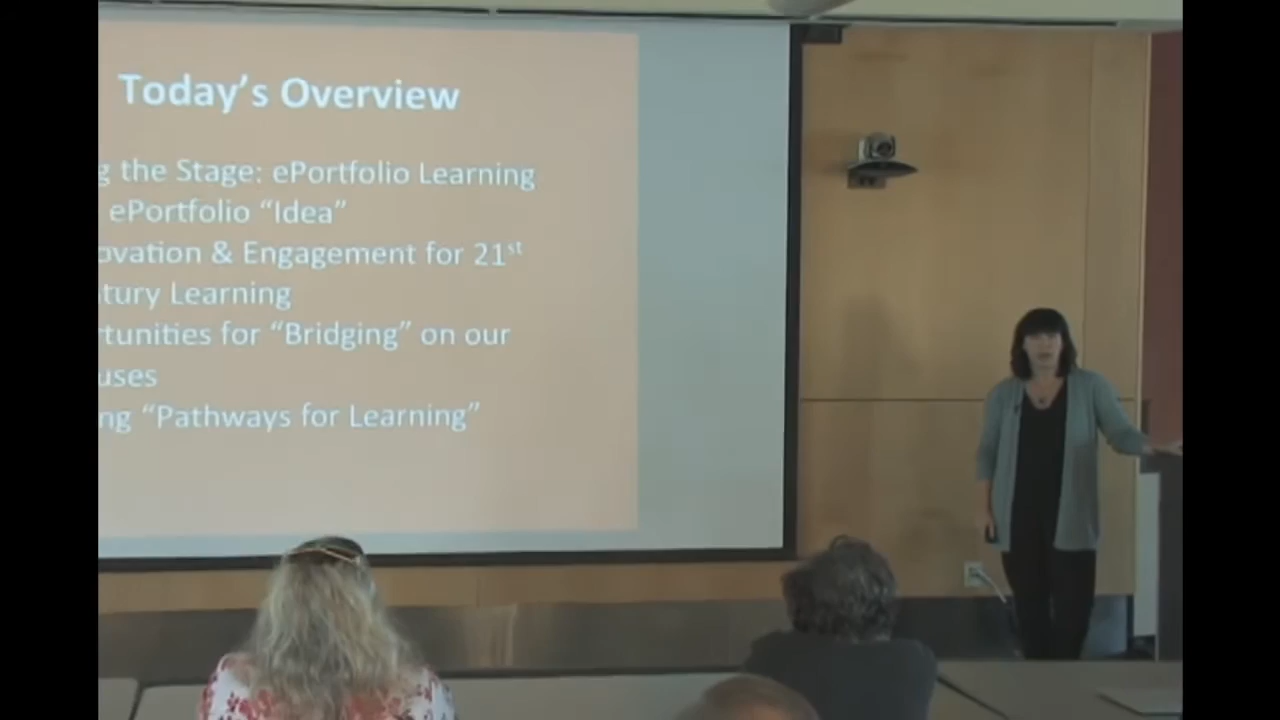 Today's Overview
g the Stage: ePortfolio Learning
ePortfolio “Idea”
ovation & Engagement for 21st
tury Learning
rtunities for “Bridging” on our
uses
ng “Pathways for Learning”